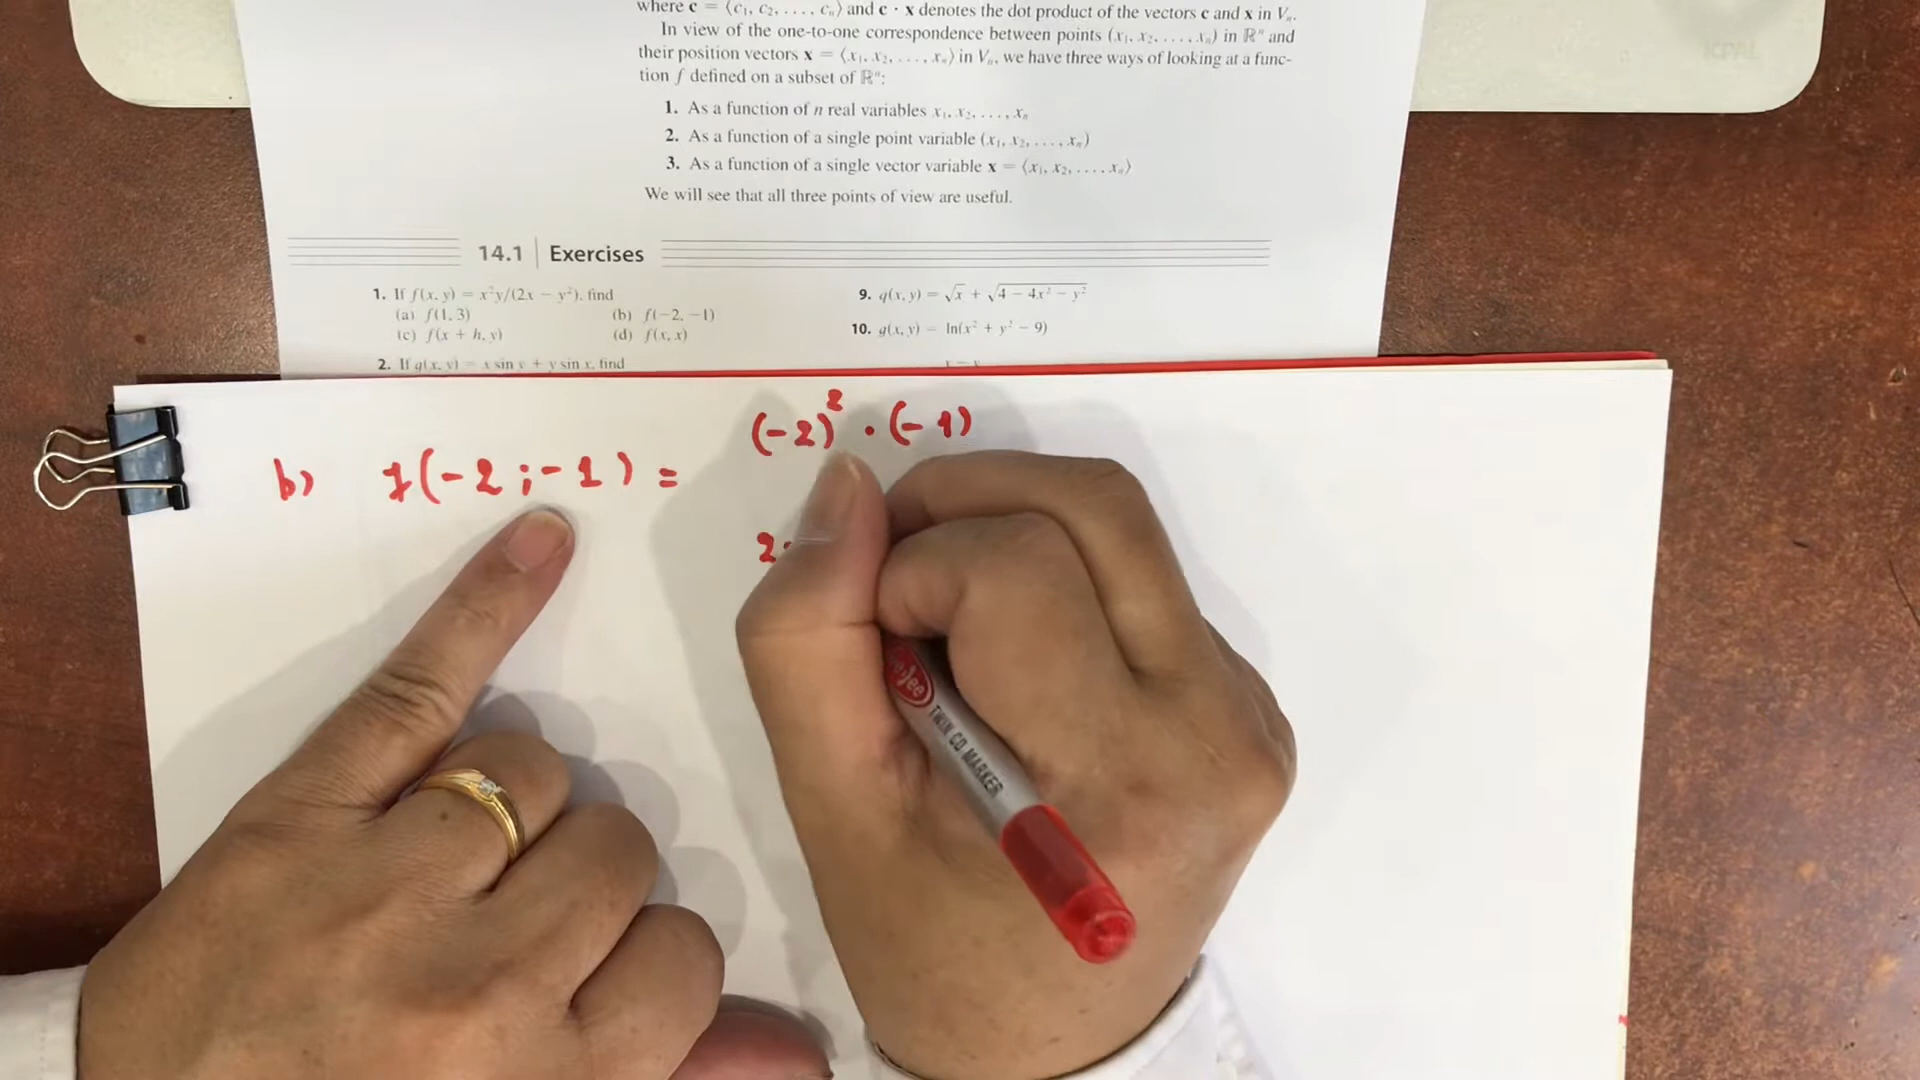 where c = ⟨c₁, c₂, . . . , cₙ⟩ and c · x denotes the dot product of the vectors c and x in Vₙ.
In view of the one-to-one correspondence between points (x₁, x₂, . . . , xₙ) in ℝⁿ and
their position vectors x = ⟨x₁, x₂, . . . , xₙ⟩ in Vₙ, we have three ways of looking at a func-
tion f defined on a subset of ℝⁿ:
1. As a function of n real variables x₁, x₂, . . . , xₙ
2. As a function of a single point variable (x₁, x₂, . . . , xₙ)
3. As a function of a single vector variable x = ⟨x₁, x₂, . . . , xₙ⟩
We will see that all three points of view are useful.
14.1 Exercises
1. If f(x, y) = x²y/(2x − y²), find
(a) f(1, 3) (b) f(−2, −1)
(c) f(x + h, y) (d) f(x, x)
2. If g(x, y) = x sin y + y sin x, find
9. g(x, y) = √x + √4 − 4x² − y²
10. g(x, y) = ln(x² + y² − 9)
(-2)² . (-1)
b) f(-2 ; -1) =
2.
TWIN CD MARKER